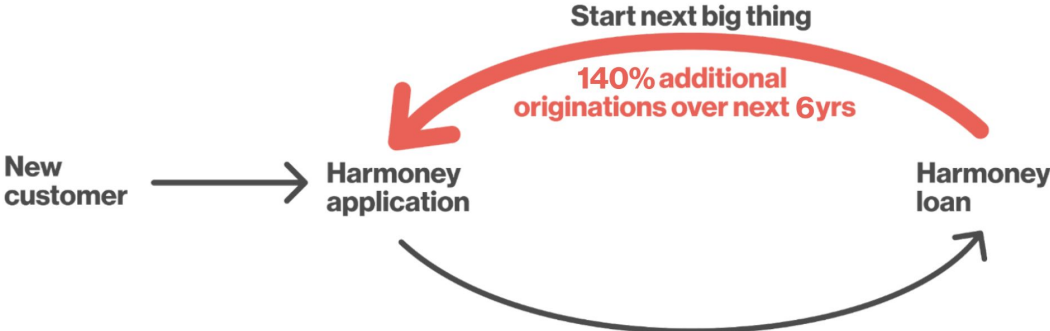 Start next big thing
140% additional
originations over next 6yrs
New
customer
Harmoney
application
Harmoney
loan